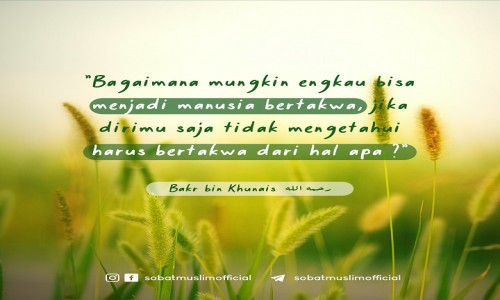 "Bagaimana mungkin engkau bisa
menjadi manusia bertakwa, jika
dirimu saja tidak mengetahui
harus bertakwa dari hal apa ?"
Bakr bin Khunais رحمه الله
sobatmuslimofficial sobatmuslimofficial